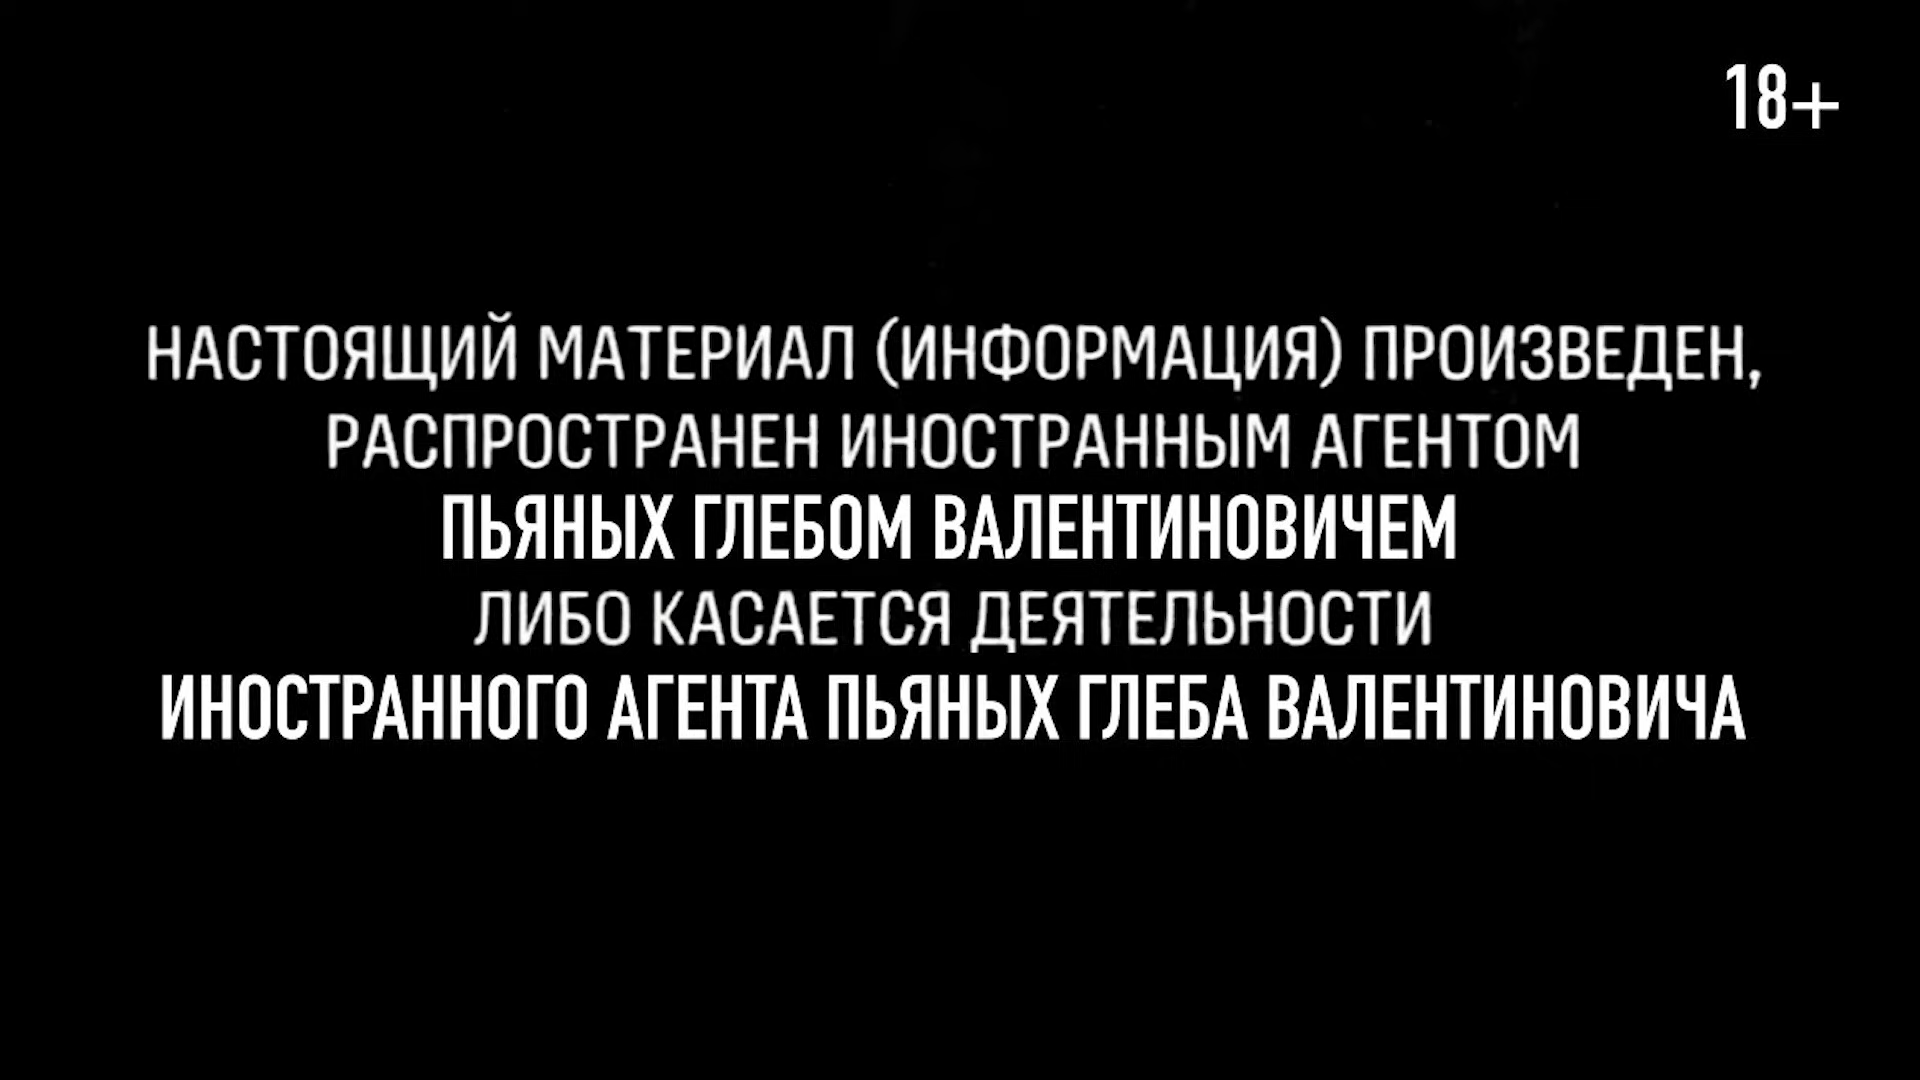 18+
НАСТОЯЩИЙ МАТЕРИАЛ (ИНФОРМАЦИЯ) ПРОИЗВЕДЕН,
РАСПРОСТРАНЕН ИНОСТРАННЫМ АГЕНТОМ
ПЬЯНЫХ ГЛЕБОМ ВАЛЕНТИНОВИЧЕМ
ЛИБО КАСАЕТСЯ ДЕЯТЕЛЬНОСТИ
ИНОСТРАННОГО АГЕНТА ПЬЯНЫХ ГЛЕБА ВАЛЕНТИНОВИЧА